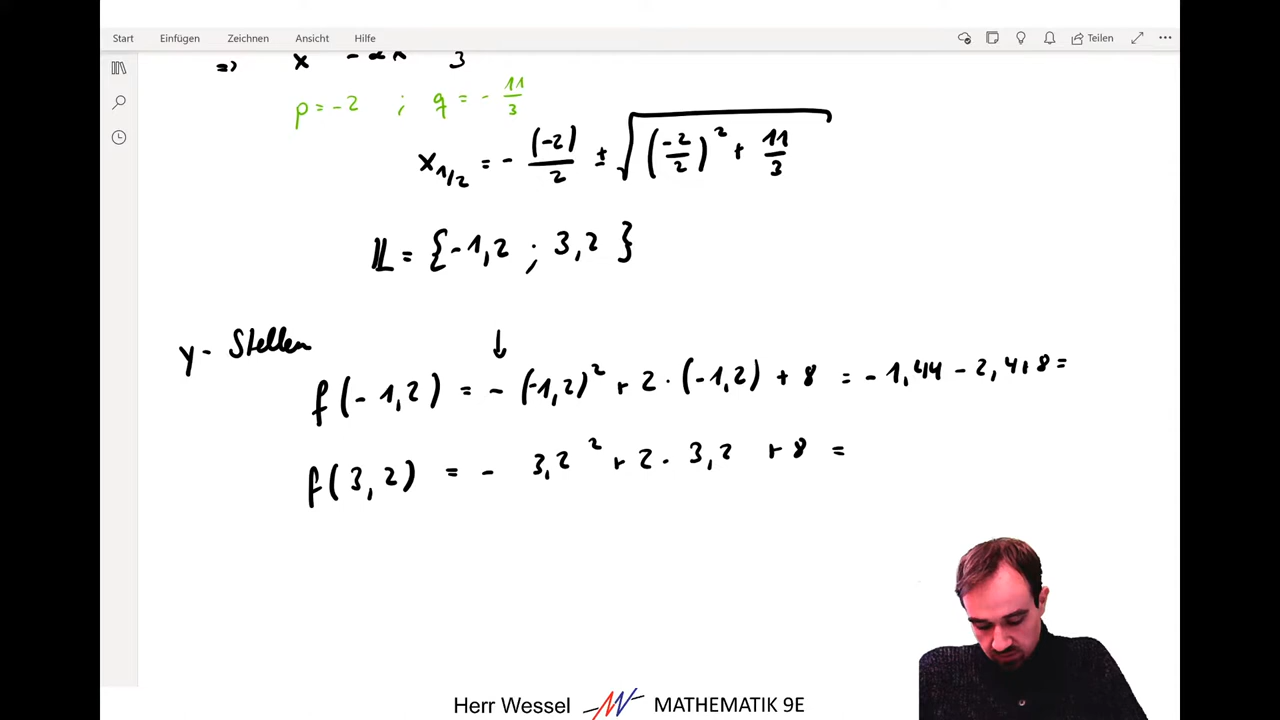 Start Einfügen Zeichnen Ansicht Hilfe Teilen
=> x 3
p = -2 ; q = - 11/3
x₁/₂ = - (-2)/2 ± √((-2/2)² + 11/3)
𝕃 = {-1,2 ; 3,2}
y- Stellen ↓
f(-1,2) = - (-1,2)² + 2 · (-1,2) + 8 = -1,44 - 2,4 + 8 =
f(3,2) = - 3,2² + 2 · 3,2 + 8 =
Herr Wessel MATHEMATIK 9E